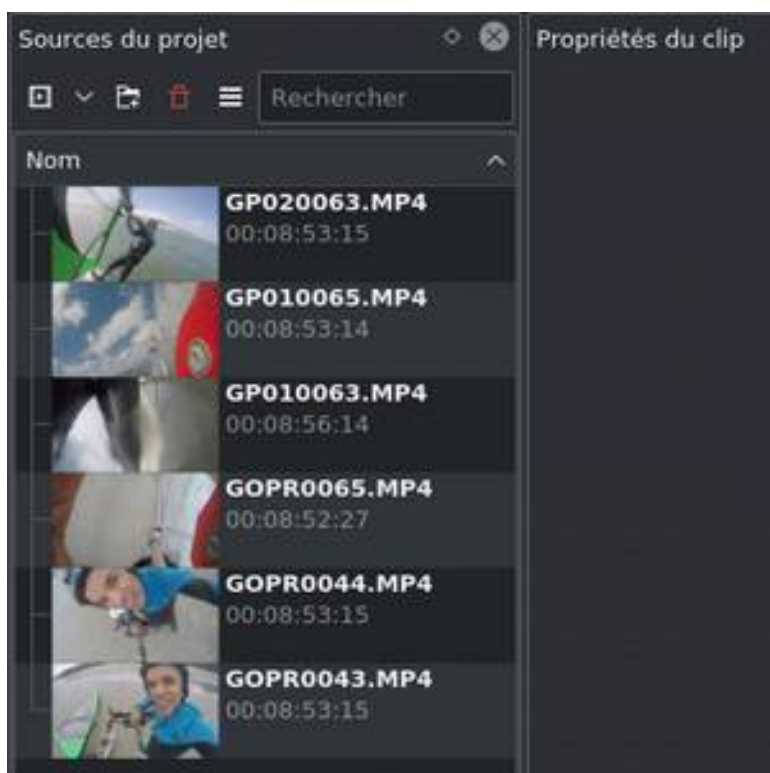 Sources du projet
Propriétés du clip
Rechercher
Nom
GP020063.MP4
00:08:53:15
GP010065.MP4
00:08:53:14
GP010063.MP4
00:08:56:14
GOPR0065.MP4
00:08:52:27
GOPR0044.MP4
00:08:53:15
GOPR0043.MP4
00:08:53:15